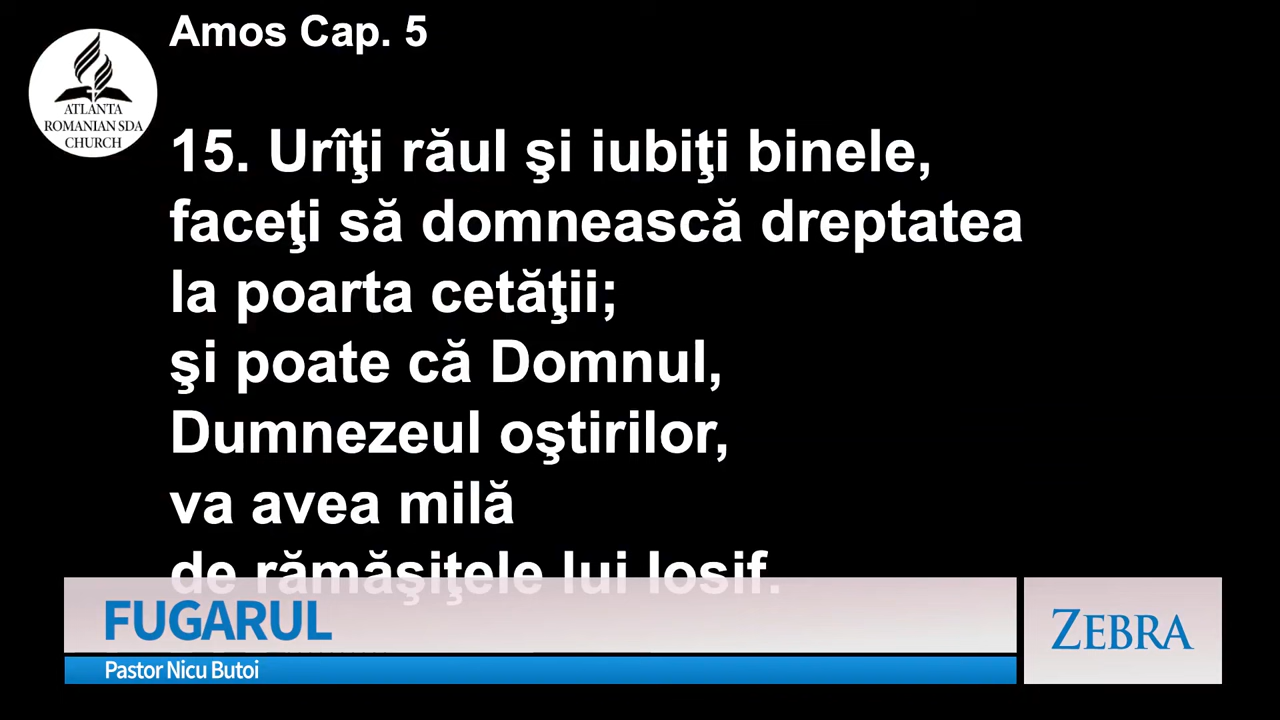 Amos Cap. 5
ATLANTA
ROMANIAN SDA
CHURCH
15. Urîţi răul şi iubiţi binele,
faceţi să domnească dreptatea
la poarta cetăţii;
şi poate că Domnul,
Dumnezeul oştirilor,
va avea milă
de rămăşiţele lui Iosif.
FUGARUL
ZEBRA
Pastor Nicu Butoi